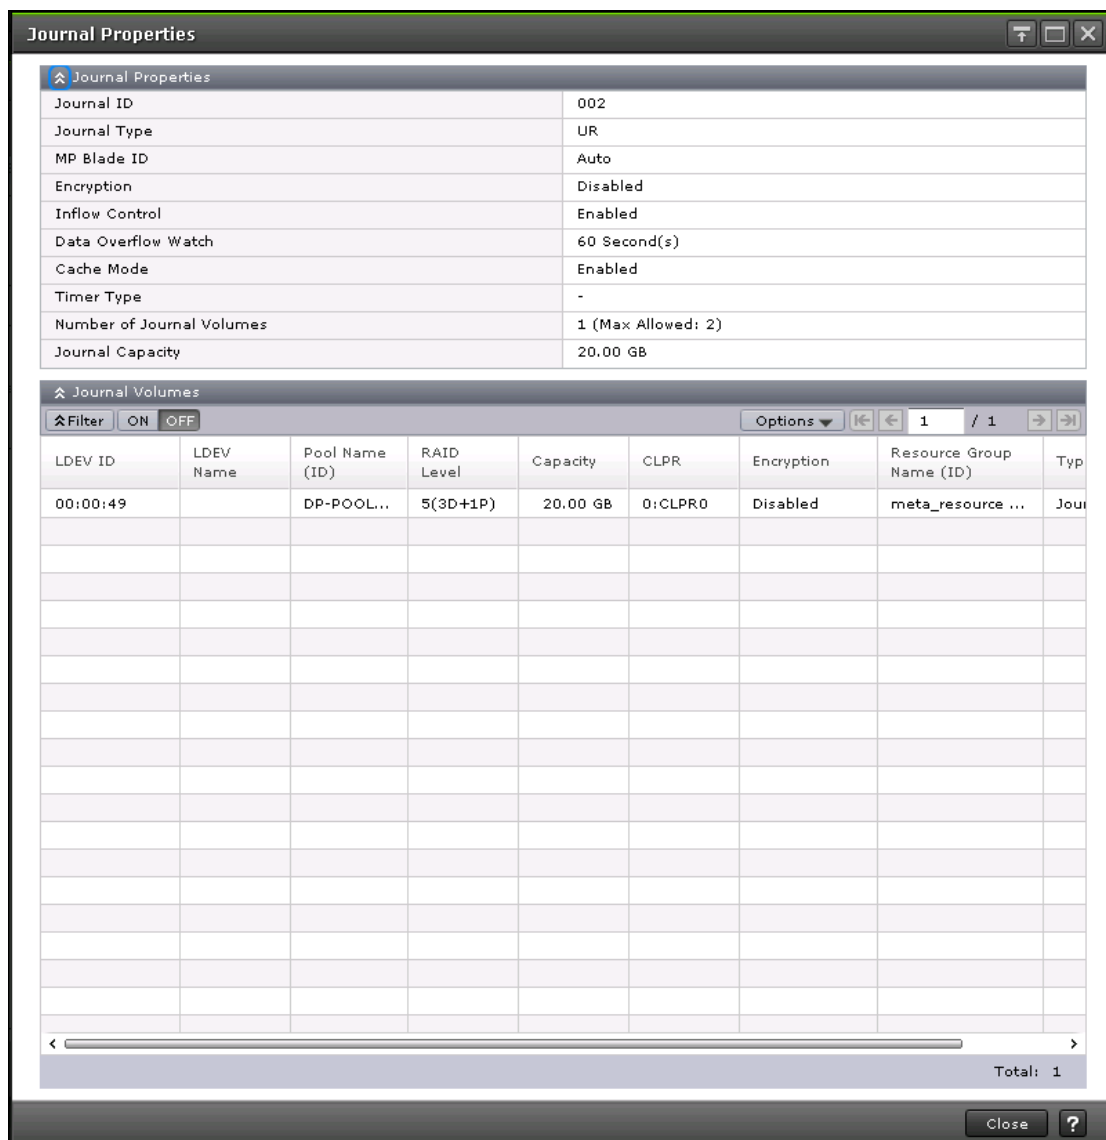 Journal Properties
Journal Properties
Journal ID 002
Journal Type UR
MP Blade ID Auto
Encryption Disabled
Inflow Control Enabled
Data Overflow Watch 60 Second(s)
Cache Mode Enabled
Timer Type -
Number of Journal Volumes 1 (Max Allowed: 2)
Journal Capacity 20.00 GB
Journal Volumes
Filter ON OFF Options 1 / 1
LDEV ID LDEV Name Pool Name (ID) RAID Level Capacity CLPR Encryption Resource Group Name (ID) Typ
00:00:49 DP-POOL... 5(3D+1P) 20.00 GB 0:CLPR0 Disabled meta_resource ... Jour
Total: 1
Close ?